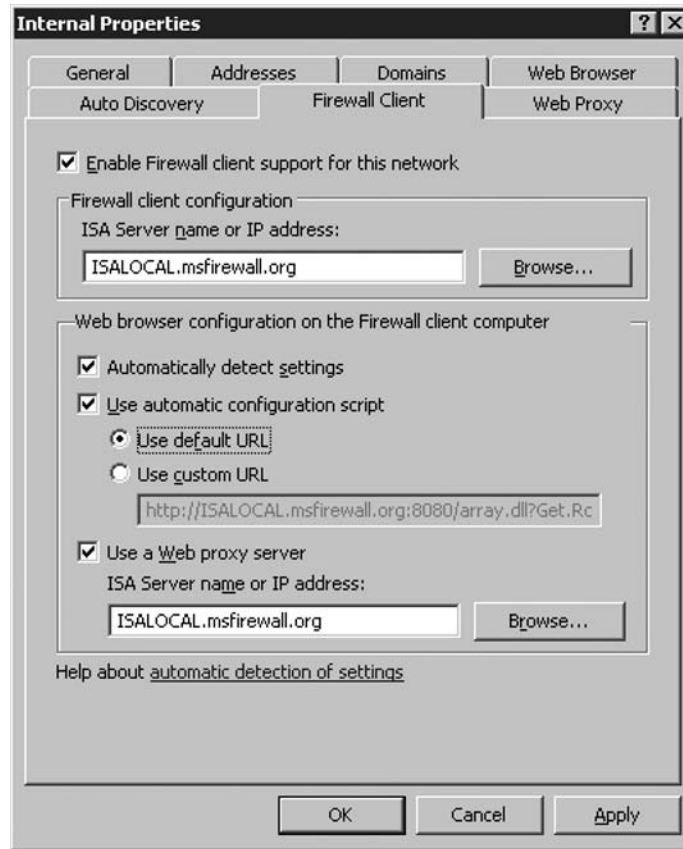 Internal Properties
General Addresses Domains Web Browser
Auto Discovery Firewall Client Web Proxy
Enable Firewall client support for this network
Firewall client configuration
ISA Server name or IP address:
ISALOCAL.msfirewall.org Browse...
Web browser configuration on the Firewall client computer
Automatically detect settings
Use automatic configuration script
Use default URL
Use custom URL
http://ISALOCAL.msfirewall.org:8080/array.dll?Get.Rc
Use a Web proxy server
ISA Server name or IP address:
ISALOCAL.msfirewall.org Browse...
Help about automatic detection of settings
OK Cancel Apply